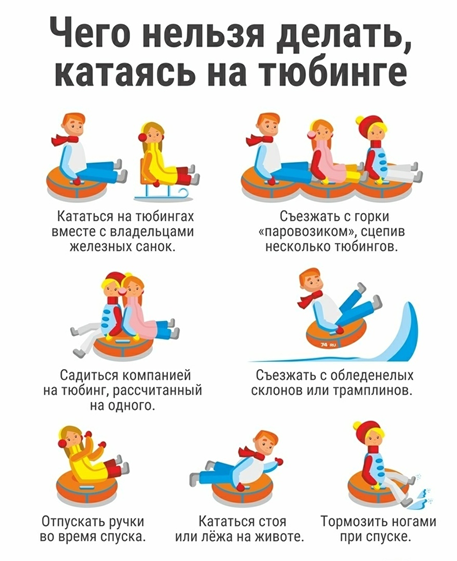 Чего нельзя делать,
катаясь на тюбинге
Кататься на тюбингах
вместе с владельцами
железных санок.
Съезжать с горки
«паровозиком», сцепив
несколько тюбингов.
Садиться компанией
на тюбинг, рассчитанный
на одного.
Съезжать с обледенелых
склонов или трамплинов.
Отпускать ручки
во время спуска.
Кататься стоя
или лёжа на животе.
Тормозить ногами
при спуске.